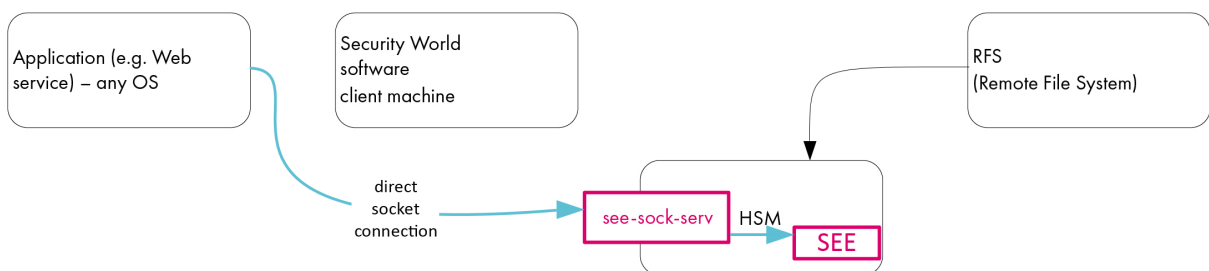 Application (e.g. Web
service) – any OS
Security World
software
client machine
RFS
(Remote File System)
direct
socket
connection
see-sock-serv
HSM
SEE